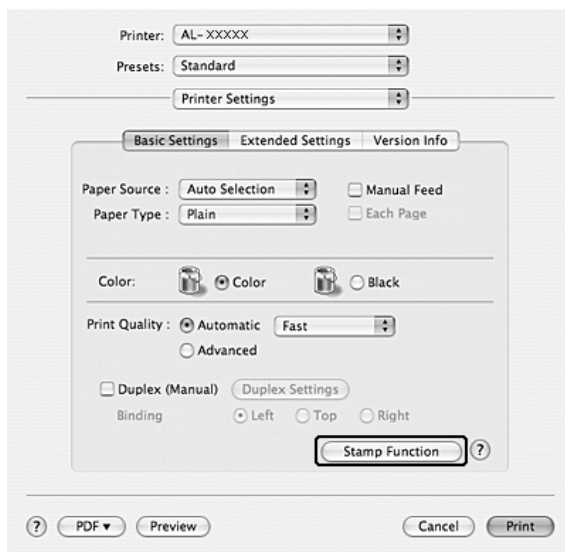 Printer: AL-XXXXX
Presets: Standard
Printer Settings
Basic Settings Extended Settings Version Info
Paper Source : Auto Selection Manual Feed
Paper Type : Plain Each Page
Color: Color Black
Print Quality : Automatic Fast
Advanced
Duplex (Manual) Duplex Settings
Binding Left Top Right
Stamp Function ?
? PDF ▾ Preview Cancel Print